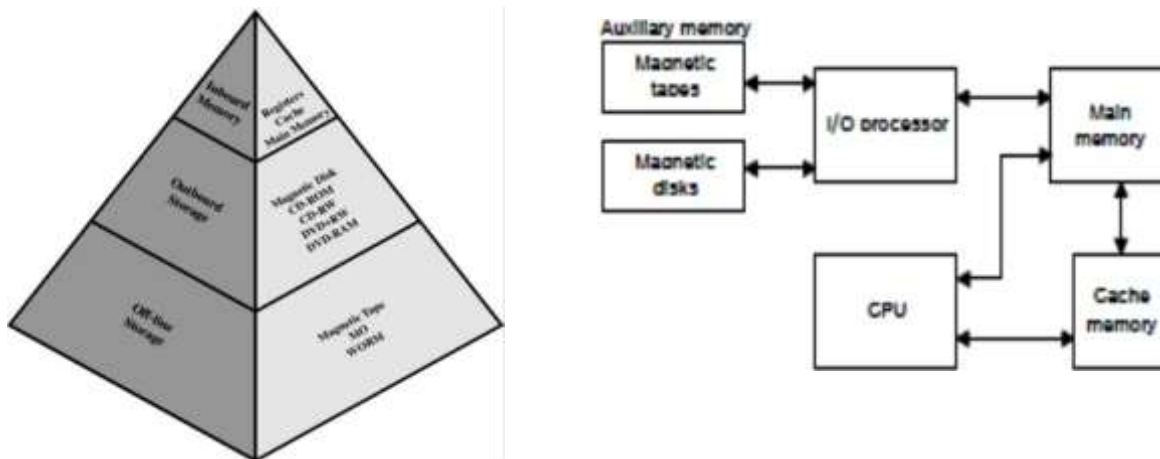 Inboard
Memory
Registers
Cache
Main Memory
Outboard
Storage
Magnetic Disk
CD-ROM
CD-RW
DVD+RW
DVD-RAM
Off-line
Storage
Magnetic Tape
MO
WORM
Auxiliary memory
Magnetic
tapes
Magnetic
disks
I/O processor
Main
memory
CPU
Cache
memory